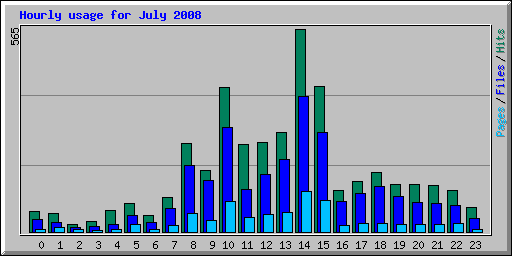 Hourly usage for July 2008
565
Pages/Files/Hits
0 1 2 3 4 5 6 7 8 9 10 11 12 13 14 15 16 17 18 19 20 21 22 23